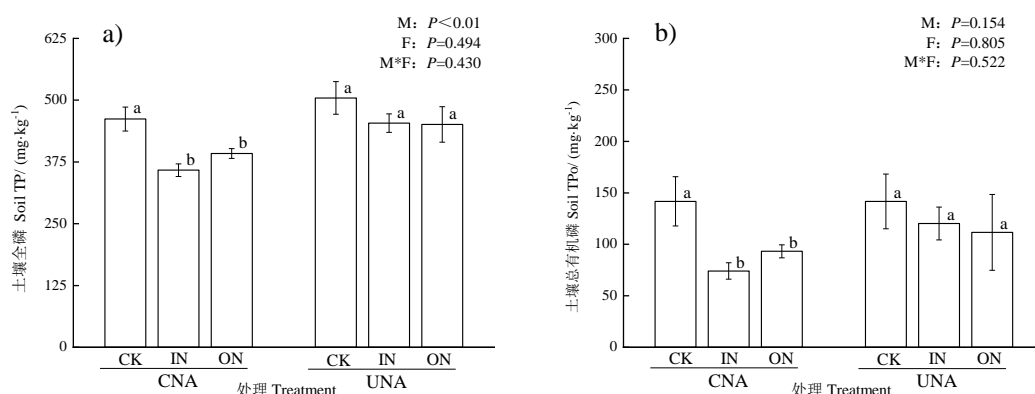 a)
M：P＜0.01
F：P=0.494
M*F：P=0.430
土壤全磷 Soil TP/ (mg·kg-1)
625
500
375
250
125
0
a
b
b
a
a
a
CK IN ON CK IN ON
CNA UNA
处理 Treatment
b)
M：P=0.154
F：P=0.805
M*F：P=0.522
土壤总有机磷 Soil TPo/ (mg·kg-1)
300
250
200
150
100
50
0
a
b
b
a
a
a
CK IN ON CK IN ON
CNA UNA
处理 Treatment